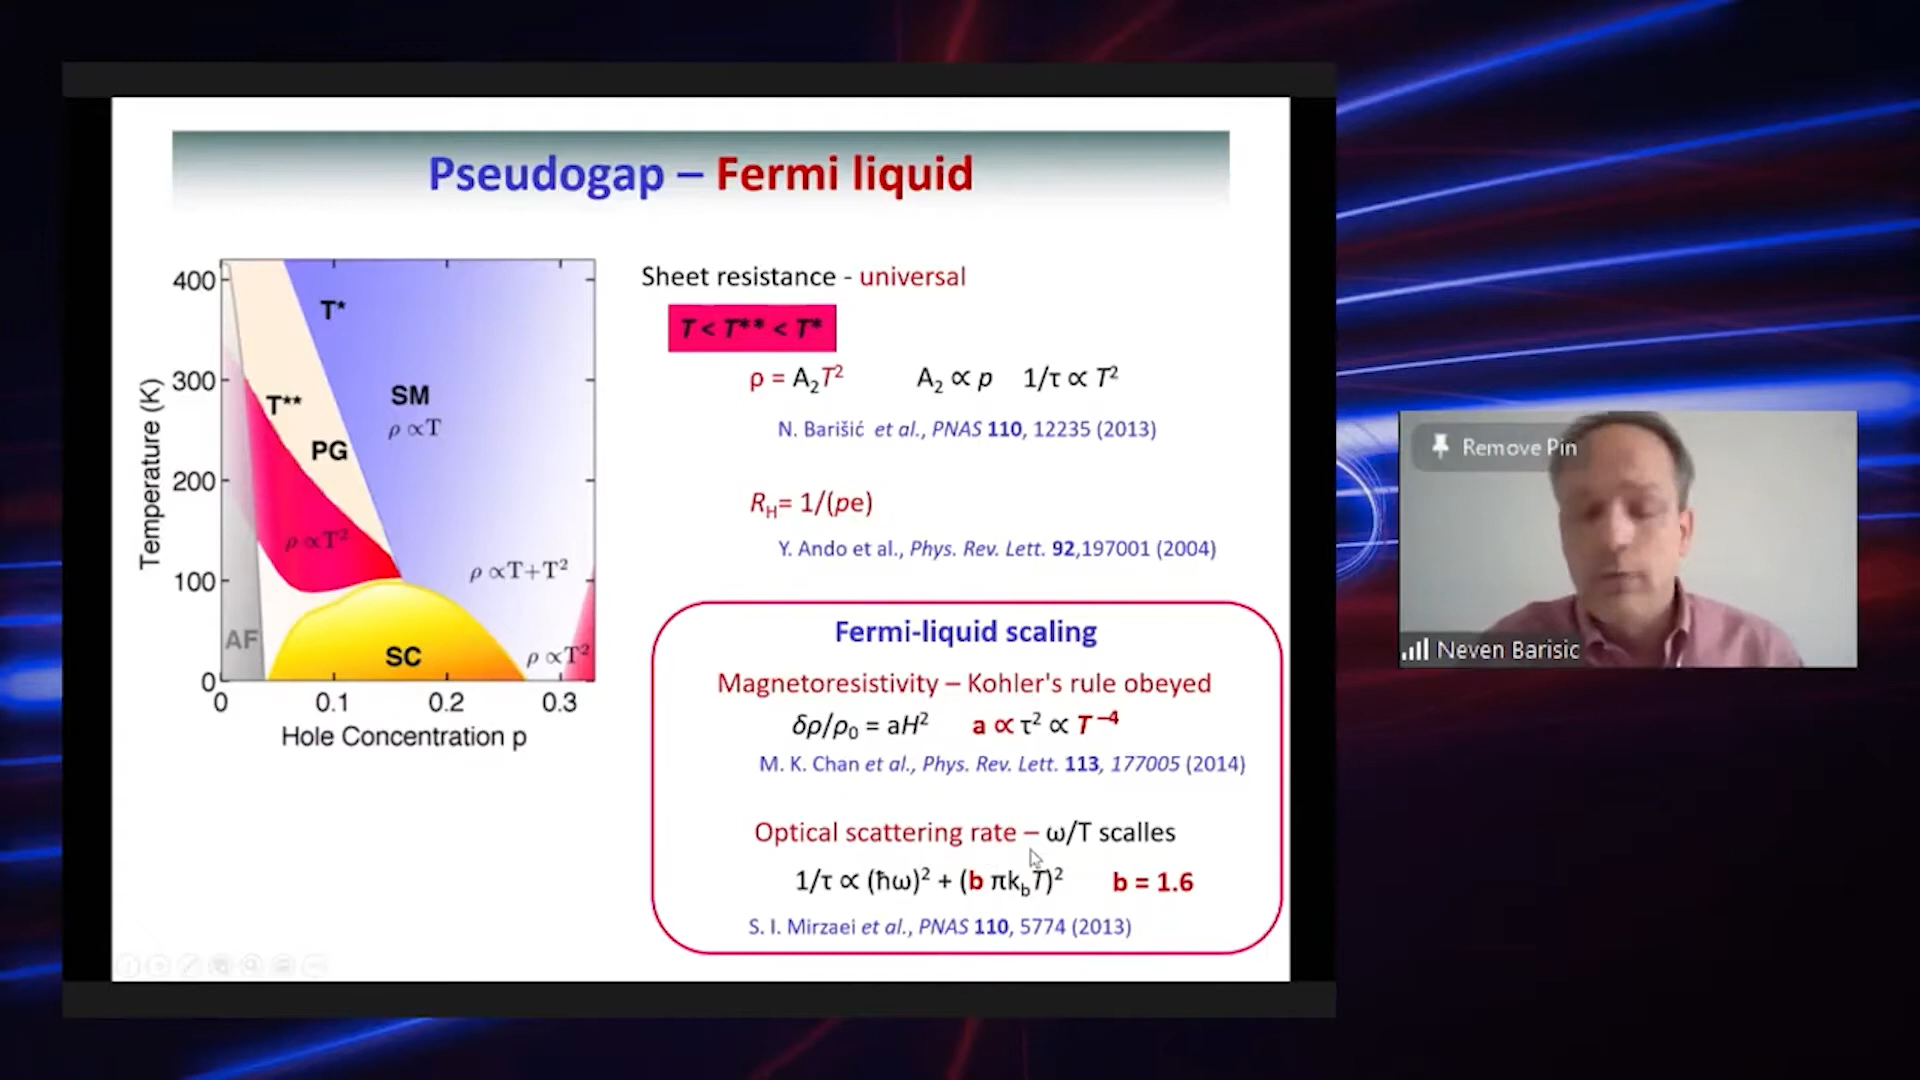 Pseudogap – Fermi liquid
400
300
200
100
0
Temperature (K)
T*
T**
SM
ρ ∝T
PG
ρ ∝T²
ρ ∝T+T²
AF
SC
ρ ∝T²
0
0.1
0.2
0.3
Hole Concentration p
Sheet resistance - universal
T < T** < T*
ρ = A₂T² A₂ ∝ p 1/τ ∝ T²
N. Barišić et al., PNAS 110, 12235 (2013)
R_H= 1/(pe)
Y. Ando et al., Phys. Rev. Lett. 92,197001 (2004)
Fermi-liquid scaling
Magnetoresistivity – Kohler's rule obeyed
δρ/ρ₀ = aH² a ∝ τ² ∝ T⁻⁴
M. K. Chan et al., Phys. Rev. Lett. 113, 177005 (2014)
Optical scattering rate – ω/T scalles
1/τ ∝ (ħω)² + (b πk_bT)² b = 1.6
S. I. Mirzaei et al., PNAS 110, 5774 (2013)
Remove Pin
Neven Barisic